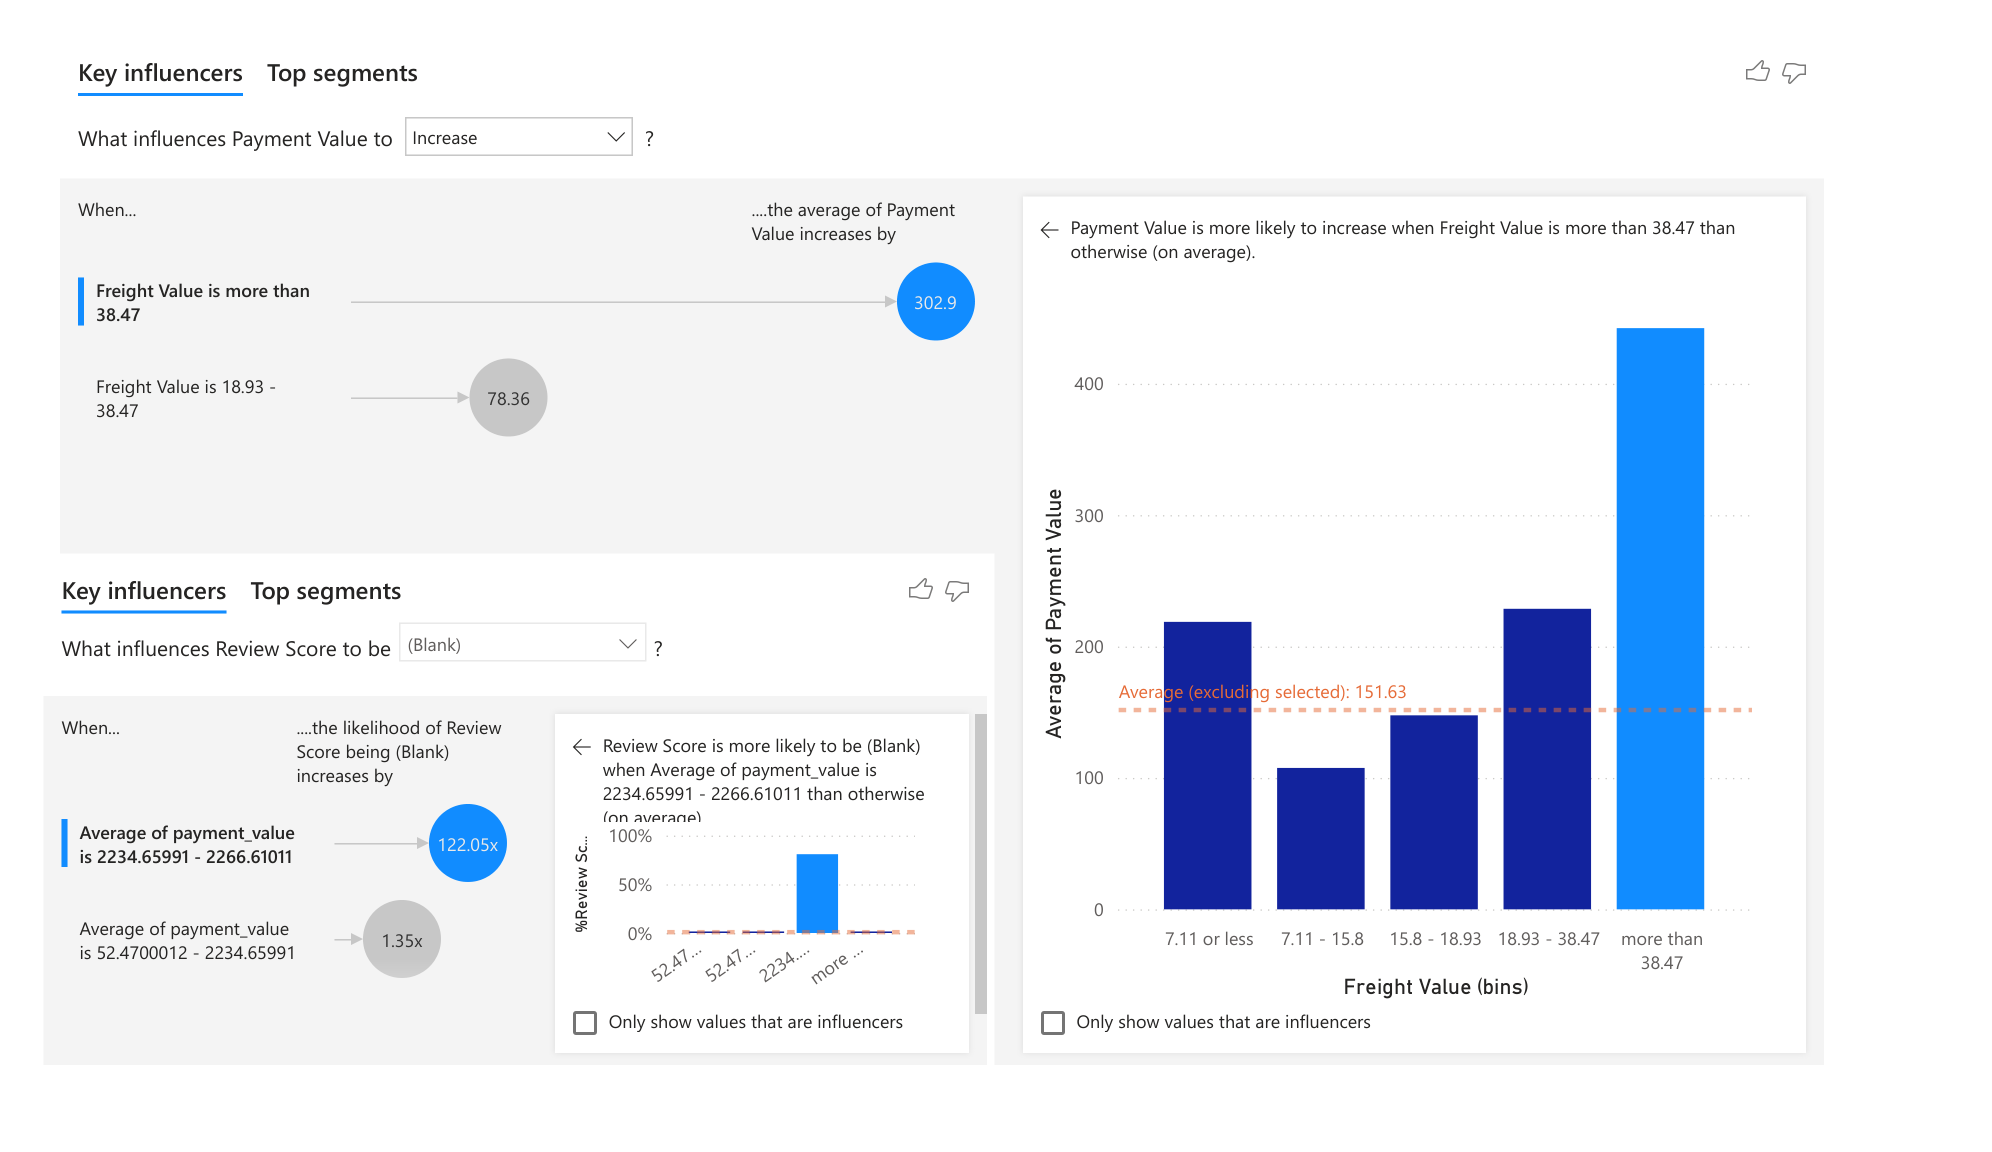 Key influencers Top segments
What influences Payment Value to Increase ?
When...
....the average of Payment
Value increases by
Freight Value is more than
38.47
302.9
Freight Value is 18.93 -
38.47
78.36
Payment Value is more likely to increase when Freight Value is more than 38.47 than
otherwise (on average).
Average of Payment Value
400
300
200
100
0
Average (excluding selected): 151.63
7.11 or less
7.11 - 15.8
15.8 - 18.93
18.93 - 38.47
more than
38.47
Freight Value (bins)
Only show values that are influencers
Key influencers Top segments
What influences Review Score to be (Blank) ?
When...
....the likelihood of Review
Score being (Blank)
increases by
Average of payment_value
is 2234.65991 - 2266.61011
122.05x
Average of payment_value
is 52.4700012 - 2234.65991
1.35x
Review Score is more likely to be (Blank)
when Average of payment_value is
2234.65991 - 2266.61011 than otherwise
(on average)
%Review Sc...
100%
50%
0%
52.47...
52.47...
2234....
more ...
Only show values that are influencers